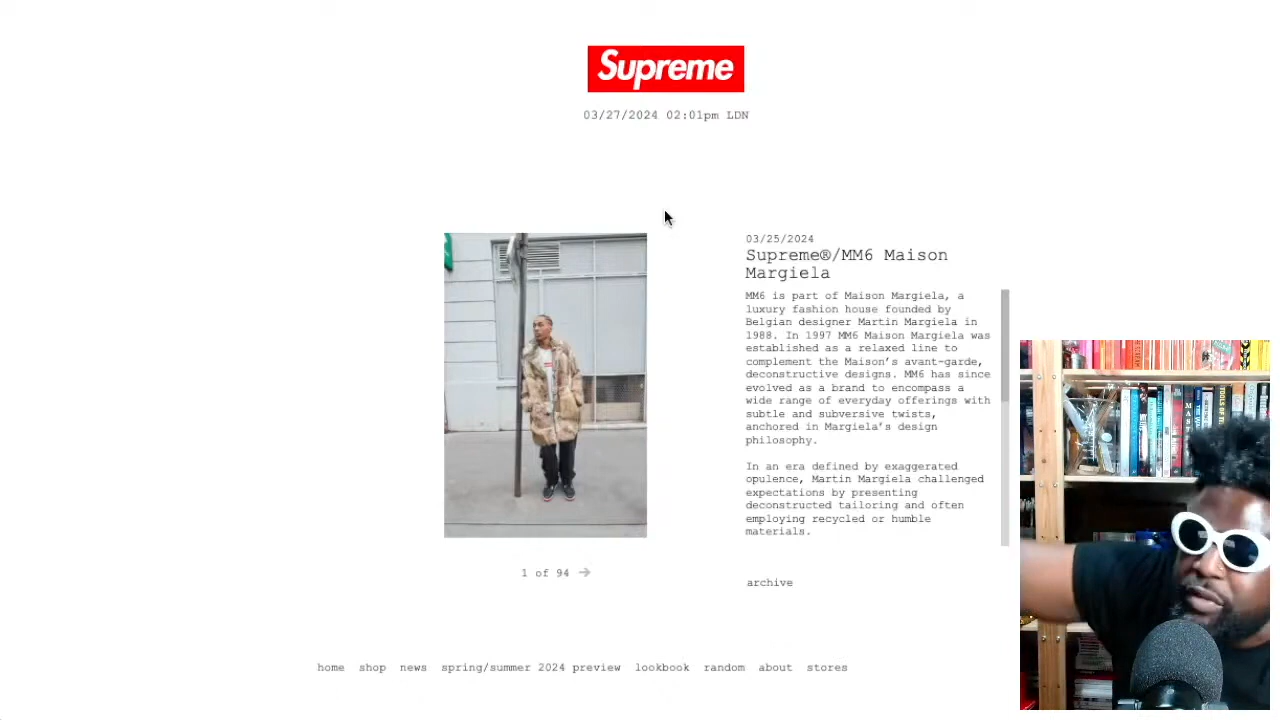 Supreme
03/27/2024 02:01pm LDN
03/25/2024
Supreme®/MM6 Maison
Margiela
MM6 is part of Maison Margiela, a
luxury fashion house founded by
Belgian designer Martin Margiela in
1988. In 1997 MM6 Maison Margiela was
established as a relaxed line to
complement the Maison's avant-garde,
deconstructive designs. MM6 has since
evolved as a brand to encompass a
wide range of everyday offerings with
subtle and subversive twists,
anchored in Margiela's design
philosophy.
In an era defined by exaggerated
opulence, Martin Margiela challenged
expectations by presenting
deconstructed tailoring and often
employing recycled or humble
materials.
1 of 94 →
archive
home shop news spring/summer 2024 preview lookbook random about stores